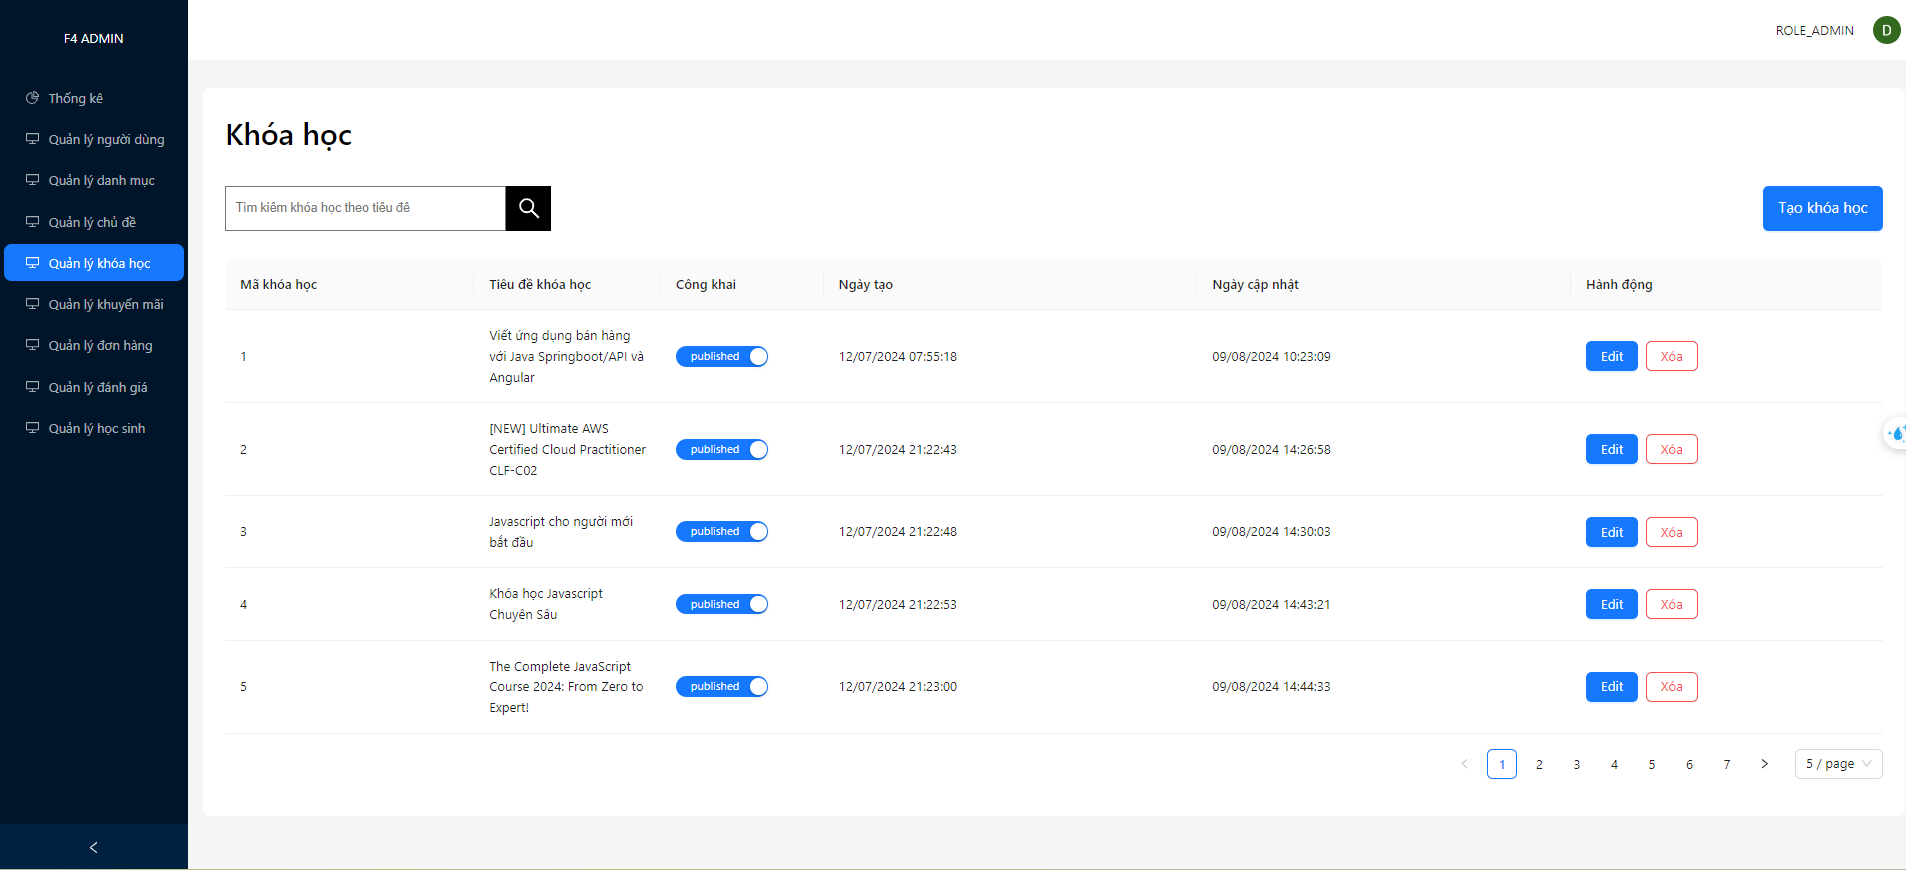 F4 ADMIN
Thống kê
Quản lý người dùng
Quản lý danh mục
Quản lý chủ đề
Quản lý khóa học
Quản lý khuyến mãi
Quản lý đơn hàng
Quản lý đánh giá
Quản lý học sinh
ROLE_ADMIN D
Khóa học
Tìm kiếm khóa học theo tiêu đề
Tạo khóa học
Mã khóa học Tiêu đề khóa học Công khai Ngày tạo Ngày cập nhật Hành động
Viết ứng dụng bán hàng
1 với Java Springboot/API và published 12/07/2024 07:55:18 09/08/2024 10:23:09 Edit Xóa
Angular
[NEW] Ultimate AWS
2 Certified Cloud Practitioner published 12/07/2024 21:22:43 09/08/2024 14:26:58 Edit Xóa
CLF-C02
Javascript cho người mới
3 published 12/07/2024 21:22:48 09/08/2024 14:30:03 Edit Xóa
bắt đầu
Khóa học Javascript
4 published 12/07/2024 21:22:53 09/08/2024 14:43:21 Edit Xóa
Chuyên Sâu
The Complete JavaScript
5 Course 2024: From Zero to published 12/07/2024 21:23:00 09/08/2024 14:44:33 Edit Xóa
Expert!
1 2 3 4 5 6 7 5 / page